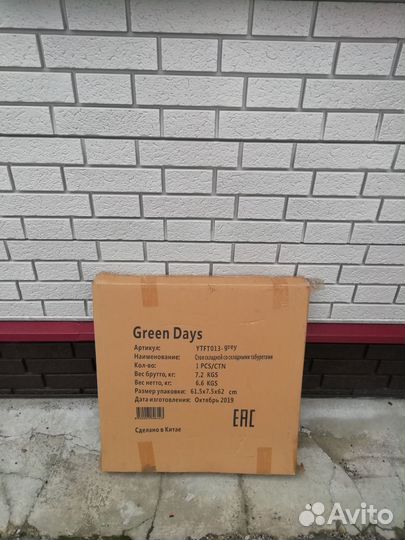 Green Days
Артикул: YTFT013-grey
Наименование: Стол складной со складными табуретами
Кол-во: 1 PCS/CTN
Вес брутто, кг: 7,2 KGS
Вес нетто, кг: 6,6 KGS
Размер упаковки: 61,5x7,5x62 cm
Дата изготовления: Октябрь 2019
EAC
Сделано в Китае
Avito